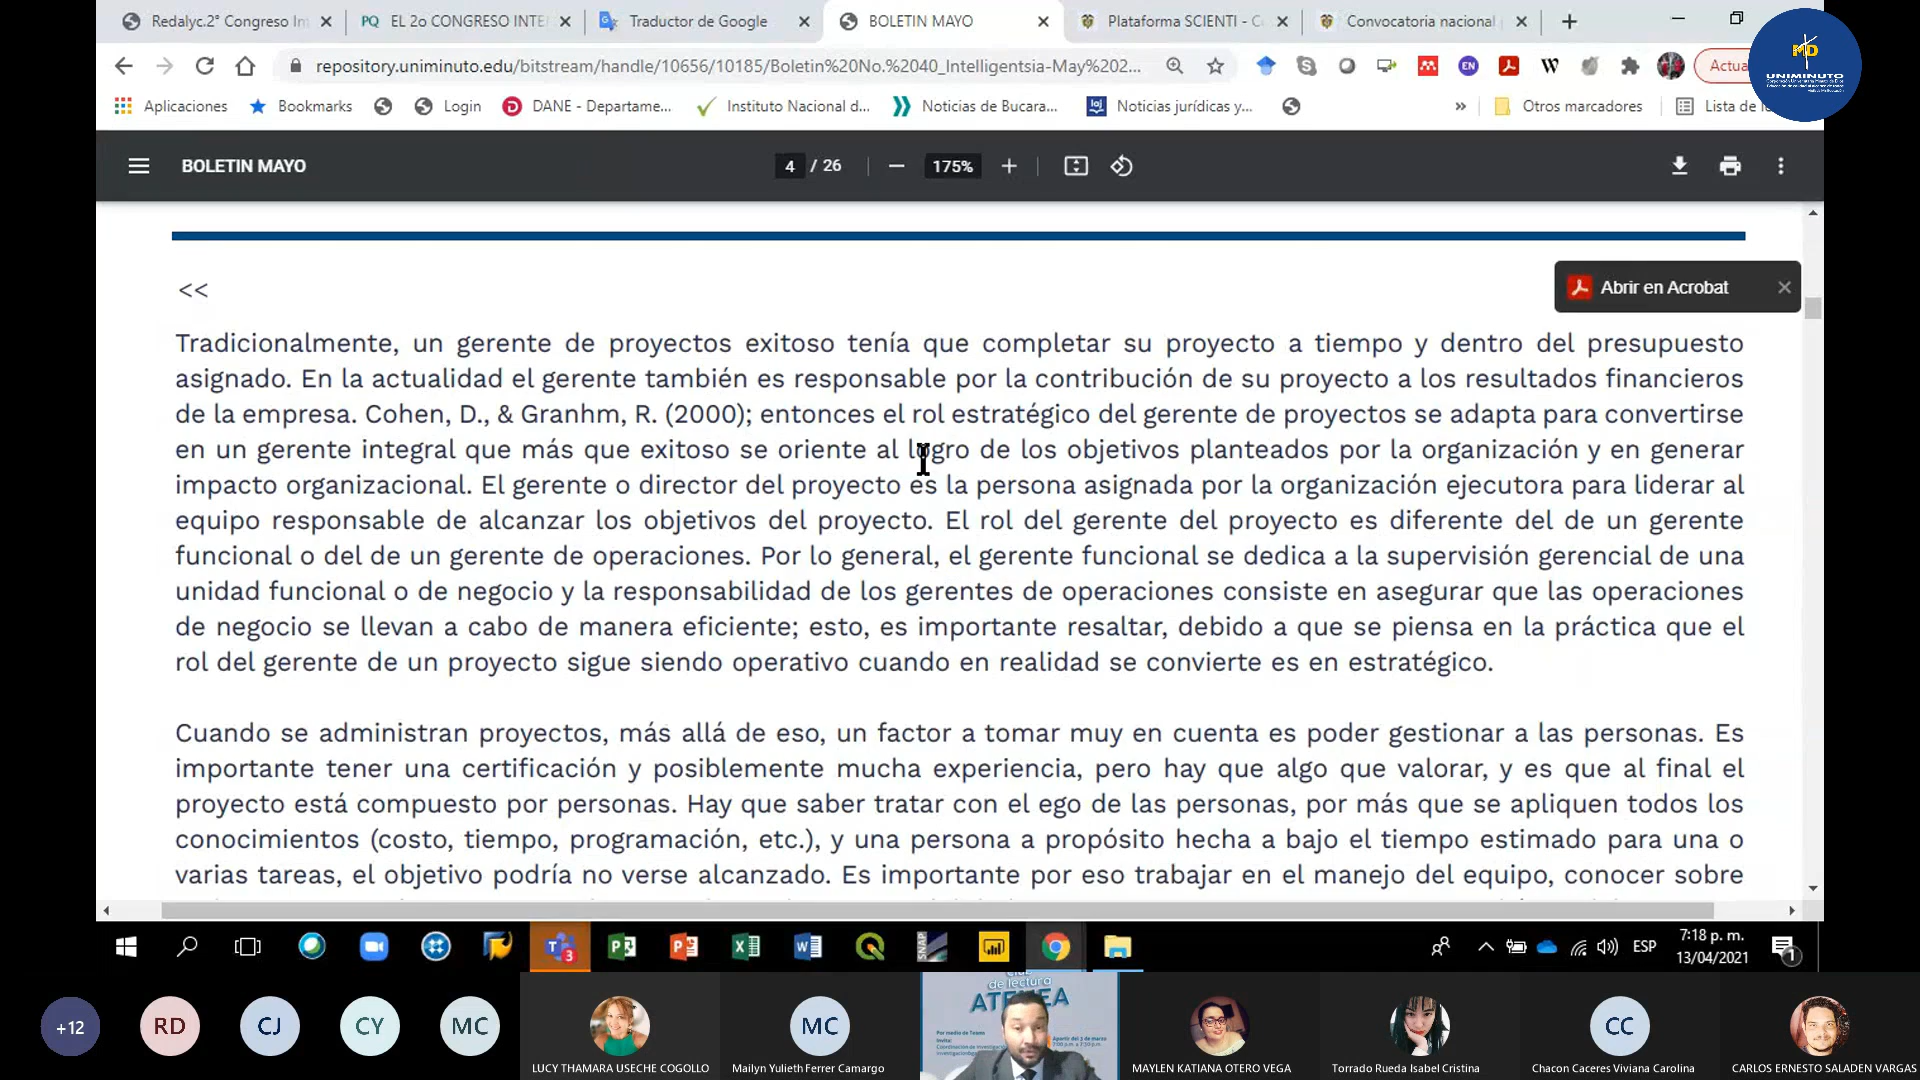 Redalyc.2° Congreso In
PQ EL 2o CONGRESO INTE
Traductor de Google
BOLETIN MAYO
Plataforma SCIENTI - C
Convocatoria nacional
repository.uniminuto.edu/bitstream/handle/10656/10185/Boletin%20No.%2040_Intelligentsia-May%202...
EN
W
Actua
MD
UNIMINUTO
Aplicaciones
Bookmarks
Login
DANE - Departame...
Instituto Nacional d...
Noticias de Bucara...
Noticias jurídicas y...
»
Otros marcadores
Lista de
BOLETIN MAYO
4 / 26
175%
<<
Abrir en Acrobat
Tradicionalmente, un gerente de proyectos exitoso tenía que completar su proyecto a tiempo y dentro del presupuesto
asignado. En la actualidad el gerente también es responsable por la contribución de su proyecto a los resultados financieros
de la empresa. Cohen, D., & Granhm, R. (2000); entonces el rol estratégico del gerente de proyectos se adapta para convertirse
en un gerente integral que más que exitoso se oriente al logro de los objetivos planteados por la organización y en generar
impacto organizacional. El gerente o director del proyecto es la persona asignada por la organización ejecutora para liderar al
equipo responsable de alcanzar los objetivos del proyecto. El rol del gerente del proyecto es diferente del de un gerente
funcional o del de un gerente de operaciones. Por lo general, el gerente funcional se dedica a la supervisión gerencial de una
unidad funcional o de negocio y la responsabilidad de los gerentes de operaciones consiste en asegurar que las operaciones
de negocio se llevan a cabo de manera eficiente; esto, es importante resaltar, debido a que se piensa en la práctica que el
rol del gerente de un proyecto sigue siendo operativo cuando en realidad se convierte es en estratégico.
Cuando se administran proyectos, más allá de eso, un factor a tomar muy en cuenta es poder gestionar a las personas. Es
importante tener una certificación y posiblemente mucha experiencia, pero hay que algo que valorar, y es que al final el
proyecto está compuesto por personas. Hay que saber tratar con el ego de las personas, por más que se apliquen todos los
conocimientos (costo, tiempo, programación, etc.), y una persona a propósito hecha a bajo el tiempo estimado para una o
varias tareas, el objetivo podría no verse alcanzado. Es importante por eso trabajar en el manejo del equipo, conocer sobre
3
SNAP
ESP
7:18 p. m.
13/04/2021
1
+12
RD
CJ
CY
MC
LUCY THAMARA USECHE COGOLLO
MC
Mailyn Yulieth Ferrer Camargo
de lectura
ATENEA
Por medio de Teams
Invita:
MAYLEN KATIANA OTERO VEGA
Torrado Rueda Isabel Cristina
CC
Chacon Caceres Viviana Carolina
CARLOS ERNESTO SALADEN VARGAS